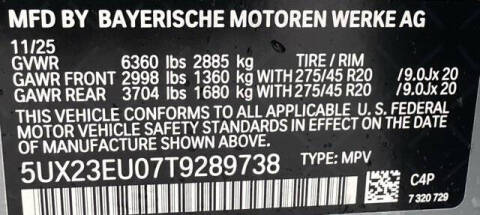 MFD BY BAYERISCHE MOTOREN WERKE AG
11/25
GVWR 6360 lbs 2885 kg TIRE / RIM
GAWR FRONT 2998 lbs 1360 kg WITH 275/45 R20 /9.0Jx 20
GAWR REAR 3704 lbs 1680 kg WITH 275/45 R20 /9.0Jx 20
THIS VEHICLE CONFORMS TO ALL APPLICABLE U. S. FEDERAL
MOTOR VEHICLE SAFETY STANDARDS IN EFFECT ON THE DATE
OF MANUFACTURE SHOWN ABOVE.
5UX23EU07T9289738 TYPE: MPV
C4P
7 320 729